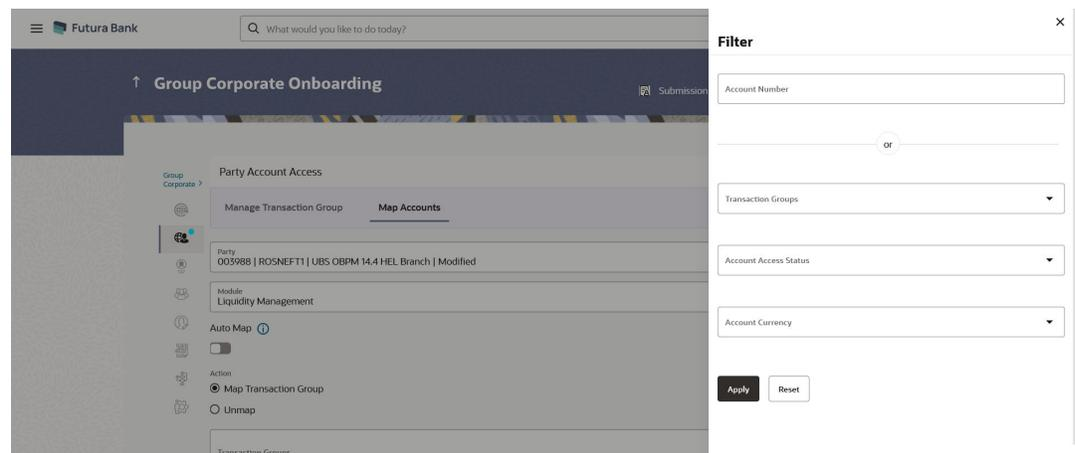 Futura Bank
What would you like to do today?
Group Corporate Onboarding
Submission
Group
Corporate >
Party Account Access
Manage Transaction Group
Map Accounts
Party
003988 | ROSNEFT1 | UBS OBPM 14.4 HEL Branch | Modified
Module
Liquidity Management
Auto Map
Action
Map Transaction Group
Unmap
Transaction Groups
Filter
Account Number
or
Transaction Groups
Account Access Status
Account Currency
Apply
Reset